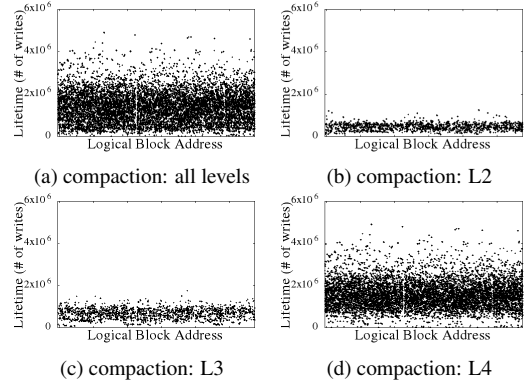 6x10^6
4x10^6
2x10^6
0
Lifetime (# of writes)
Logical Block Address
(a) compaction: all levels
6x10^6
4x10^6
2x10^6
0
Lifetime (# of writes)
Logical Block Address
(b) compaction: L2
6x10^6
4x10^6
2x10^6
0
Lifetime (# of writes)
Logical Block Address
(c) compaction: L3
6x10^6
4x10^6
2x10^6
0
Lifetime (# of writes)
Logical Block Address
(d) compaction: L4